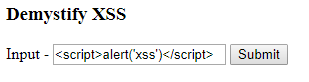 Demystify XSS
Input - <script>alert('xss')</script> Submit